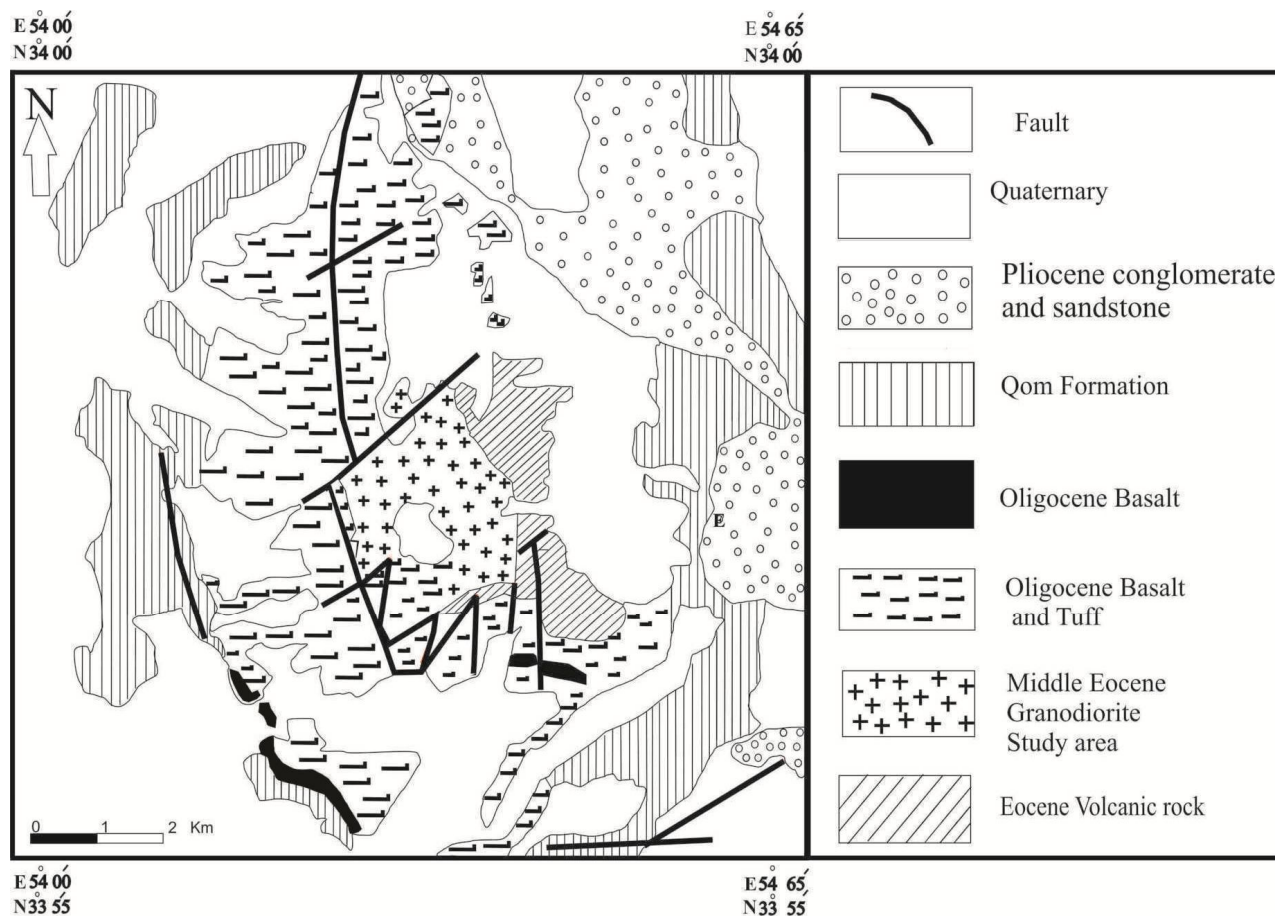 E 54° 00′
N 34° 00′
E 54° 65′
N 34° 00′
N
E
0 1 2 Km
E 54° 00′
N 33° 55′
E 54° 65′
N 33° 55′
Fault
Quaternary
Pliocene conglomerate
and sandstone
Qom Formation
Oligocene Basalt
Oligocene Basalt
and Tuff
Middle Eocene
Granodiorite
Study area
Eocene Volcanic rock